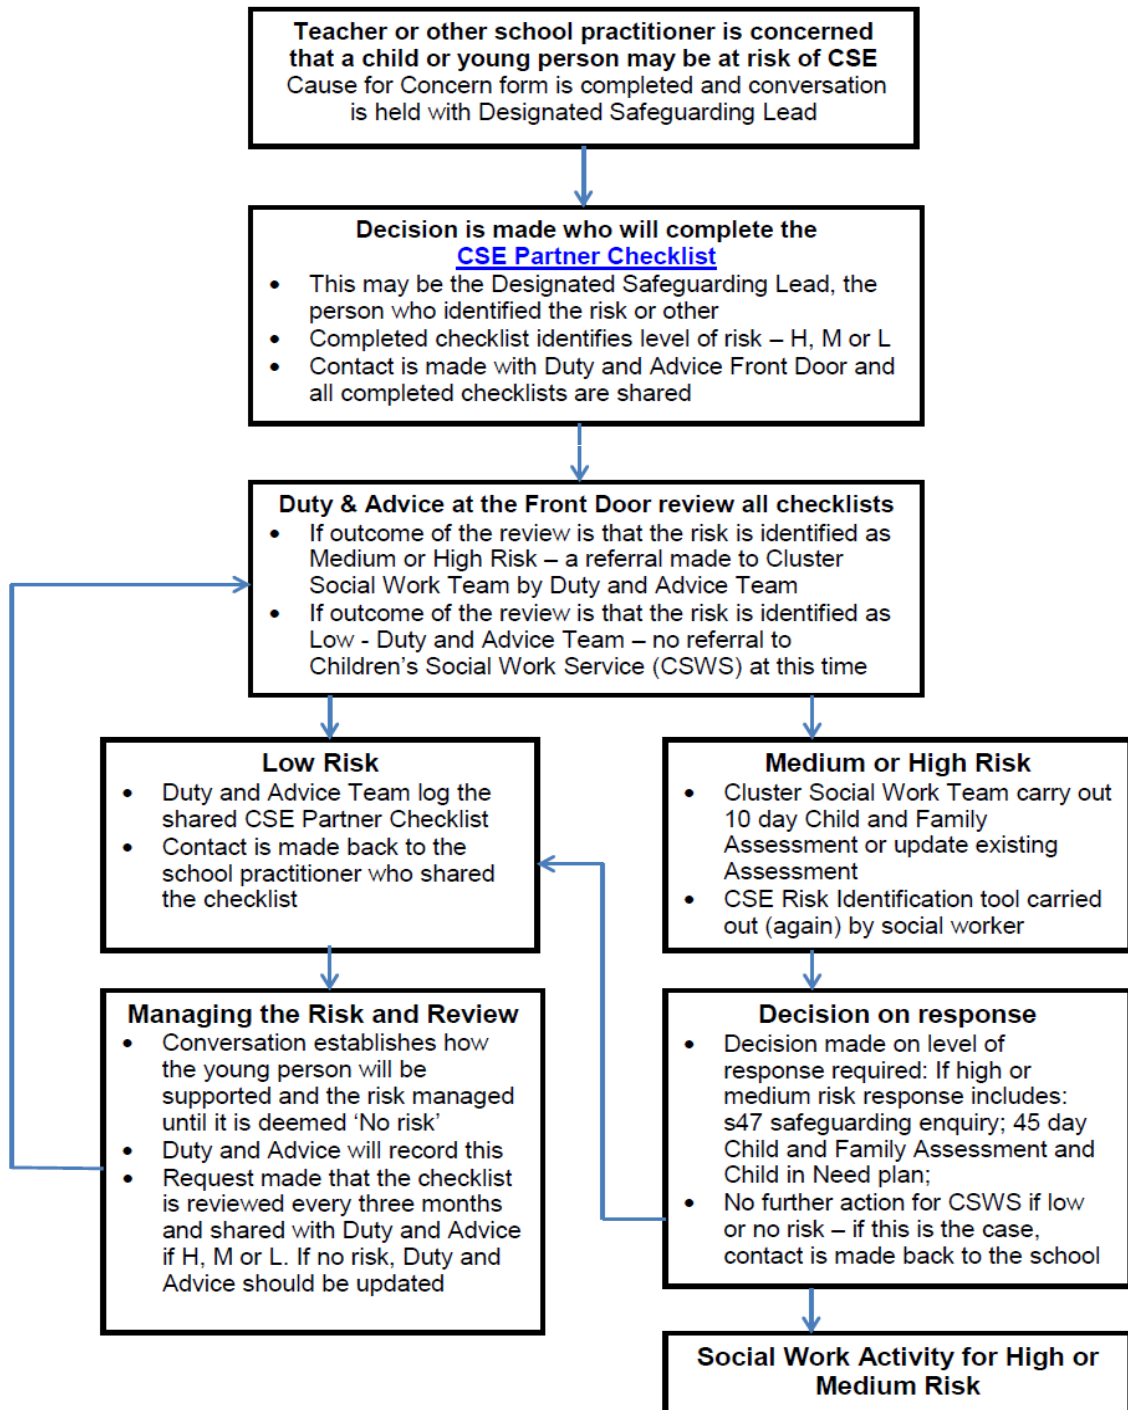 Teacher or other school practitioner is concerned
that a child or young person may be at risk of CSE
Cause for Concern form is completed and conversation
is held with Designated Safeguarding Lead
Decision is made who will complete the
CSE Partner Checklist
• This may be the Designated Safeguarding Lead, the
person who identified the risk or other
• Completed checklist identifies level of risk – H, M or L
• Contact is made with Duty and Advice Front Door and
all completed checklists are shared
Duty & Advice at the Front Door review all checklists
• If outcome of the review is that the risk is identified as
Medium or High Risk – a referral made to Cluster
Social Work Team by Duty and Advice Team
• If outcome of the review is that the risk is identified as
Low - Duty and Advice Team – no referral to
Children's Social Work Service (CSWS) at this time
Low Risk
• Duty and Advice Team log the
shared CSE Partner Checklist
• Contact is made back to the
school practitioner who shared
the checklist
Medium or High Risk
• Cluster Social Work Team carry out
10 day Child and Family
Assessment or update existing
Assessment
• CSE Risk Identification tool carried
out (again) by social worker
Managing the Risk and Review
• Conversation establishes how
the young person will be
supported and the risk managed
until it is deemed 'No risk'
• Duty and Advice will record this
• Request made that the checklist
is reviewed every three months
and shared with Duty and Advice
if H, M or L. If no risk, Duty and
Advice should be updated
Decision on response
• Decision made on level of
response required: If high or
medium risk response includes:
s47 safeguarding enquiry; 45 day
Child and Family Assessment and
Child in Need plan;
• No further action for CSWS if low
or no risk – if this is the case,
contact is made back to the school
Social Work Activity for High or
Medium Risk